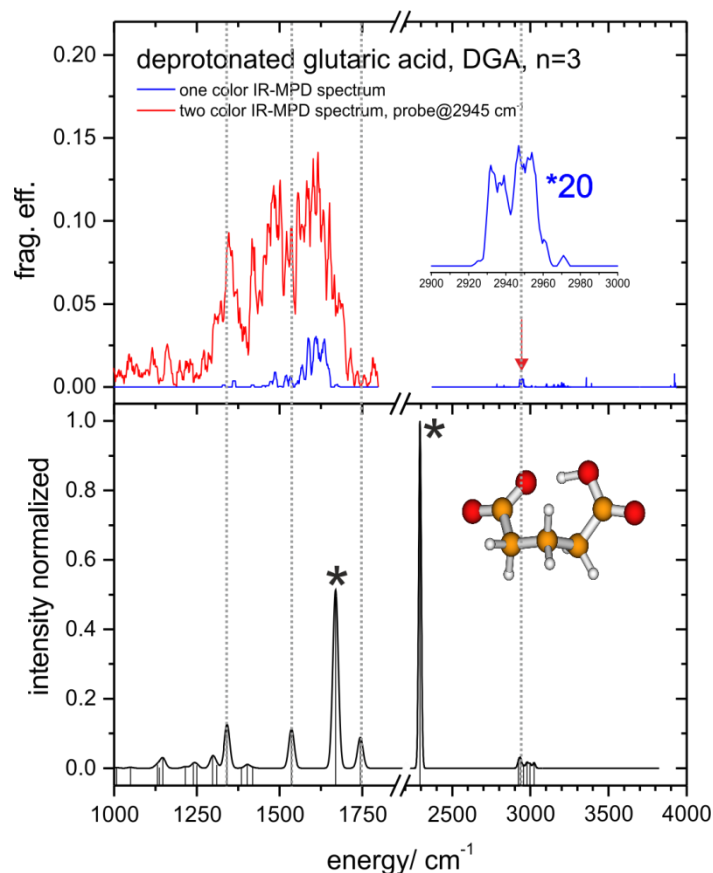 deprotonated glutaric acid, DGA, n=3
one color IR-MPD spectrum
two color IR-MPD spectrum, probe@2945 cm⁻¹
*20
2900 2920 2940 2960 2980 3000
frag. eff.
0.20
0.15
0.10
0.05
0.00
intensity normalized
1.0
0.8
0.6
0.4
0.2
0.0
*
*
1000 1250 1500 1750 2500 3000 3500 4000
energy/ cm⁻¹